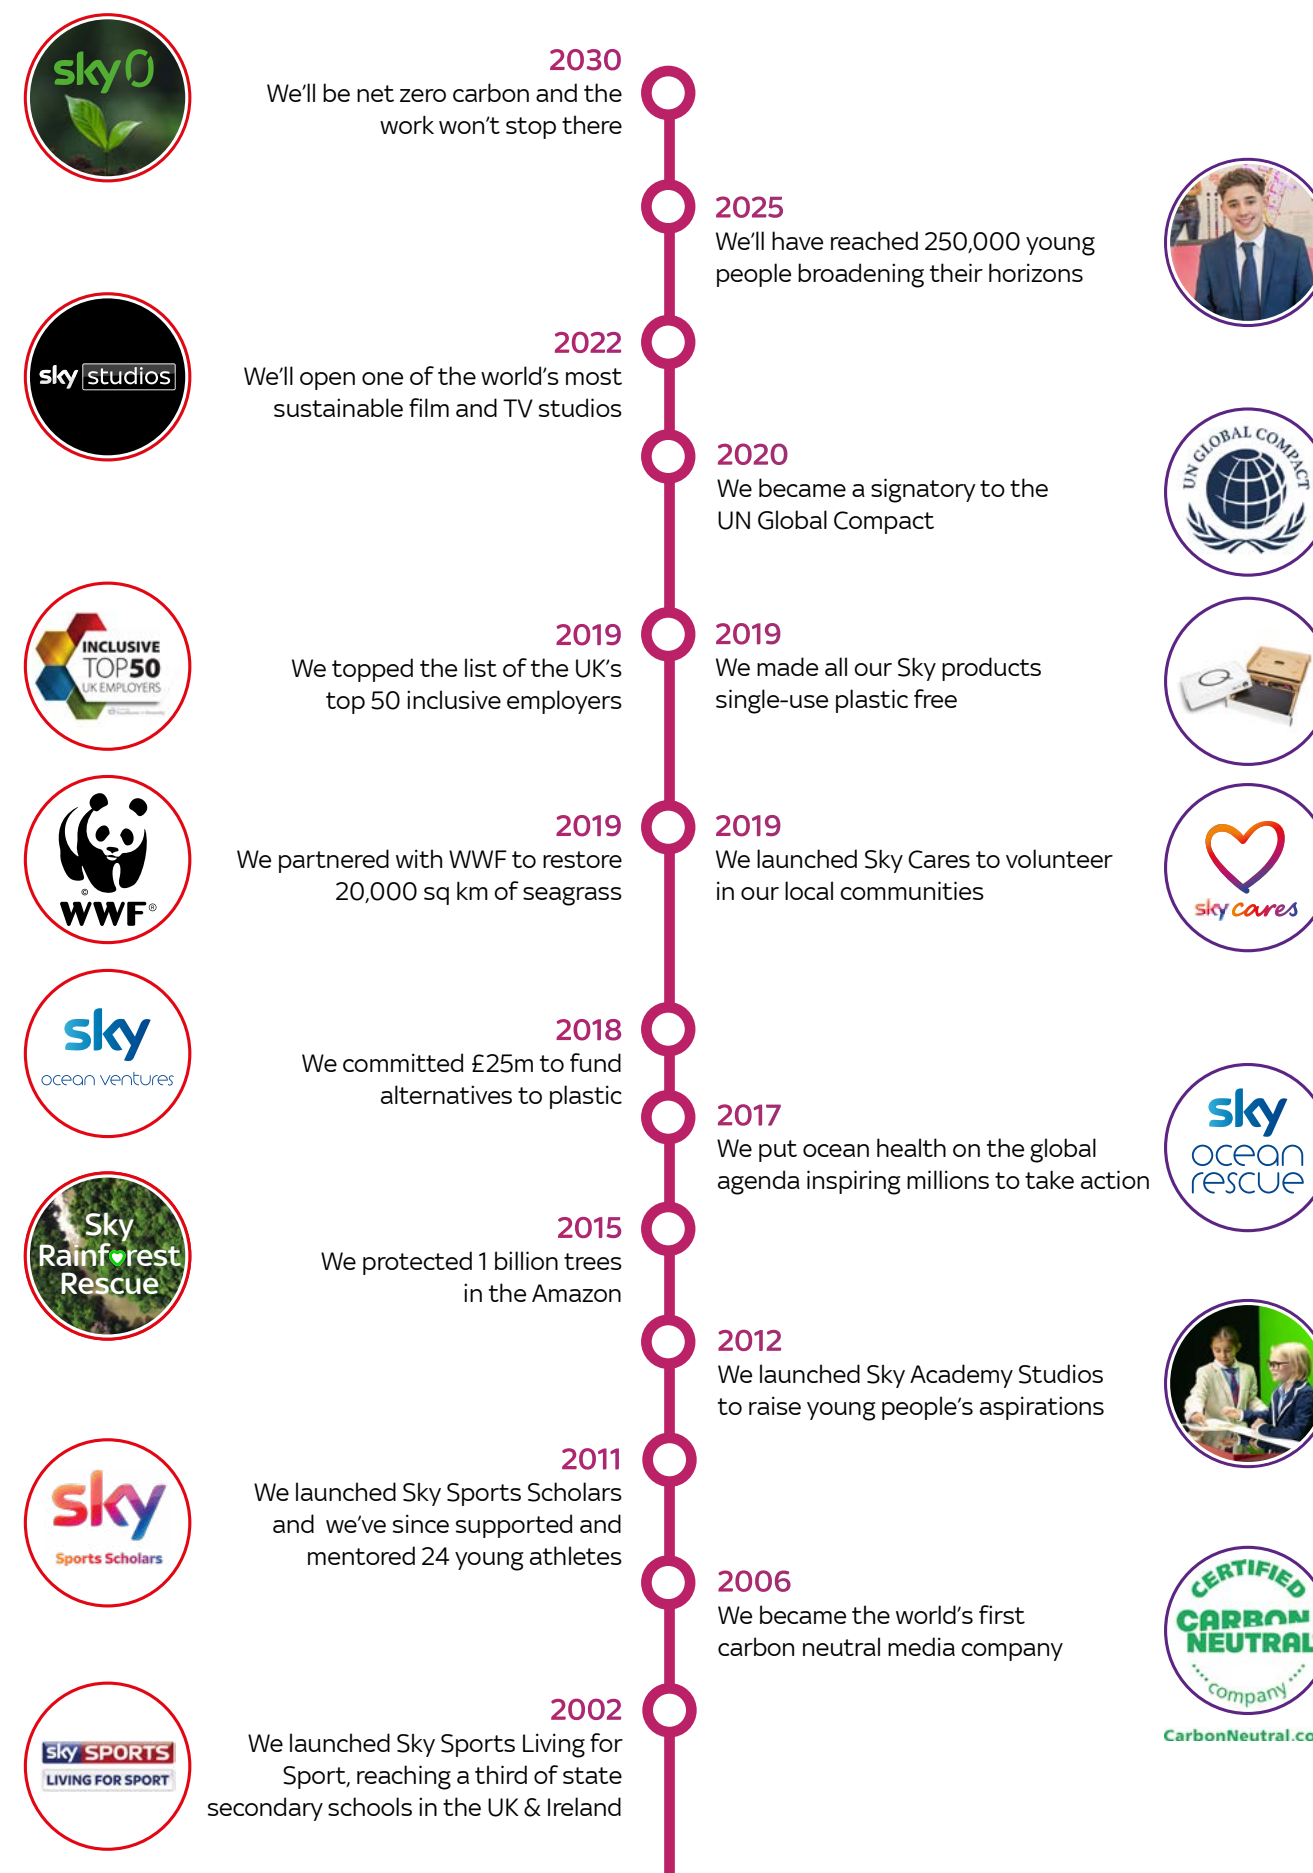 sky 0
2030
We'll be net zero carbon and the
work won't stop there
2025
We'll have reached 250,000 young
people broadening their horizons
sky studios
2022
We'll open one of the world's most
sustainable film and TV studios
2020
We became a signatory to the
UN Global Compact
UN GLOBAL COMPACT
INCLUSIVE
TOP50
UK EMPLOYERS
2019
We topped the list of the UK's
top 50 inclusive employers
2019
We made all our Sky products
single-use plastic free
Q
©
WWF®
2019
We partnered with WWF to restore
20,000 sq km of seagrass
2019
We launched Sky Cares to volunteer
in our local communities
sky cares
sky
ocean ventures
2018
We committed £25m to fund
alternatives to plastic
2017
We put ocean health on the global
agenda inspiring millions to take action
sky
ocean
rescue
Sky
Rainforest
Rescue
2015
We protected 1 billion trees
in the Amazon
2012
We launched Sky Academy Studios
to raise young people's aspirations
sky
Sports Scholars
2011
We launched Sky Sports Scholars
and  we've since supported and
mentored 24 young athletes
2006
We became the world's first
carbon neutral media company
CERTIFIED
CARBON
NEUTRAL
company
CarbonNeutral.co
sky SPORTS
LIVING FOR SPORT
2002
We launched Sky Sports Living for
Sport, reaching a third of state
secondary schools in the UK & Ireland